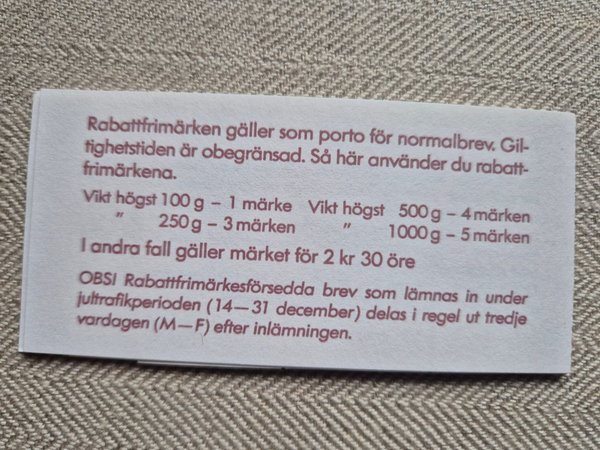 Rabattfrimärken gäller som porto för normalbrev. Gil-
tighetstiden är obegränsad. Så här använder du rabatt-
frimärkena.
Vikt högst 100 g – 1 märke Vikt högst 500 g – 4 märken
" 250 g – 3 märken " 1000 g – 5 märken
I andra fall gäller märket för 2 kr 30 öre
OBS! Rabattfrimärkesförsedda brev som lämnas in under
jultrafikperioden (14—31 december) delas i regel ut tredje
vardagen (M—F) efter inlämningen.